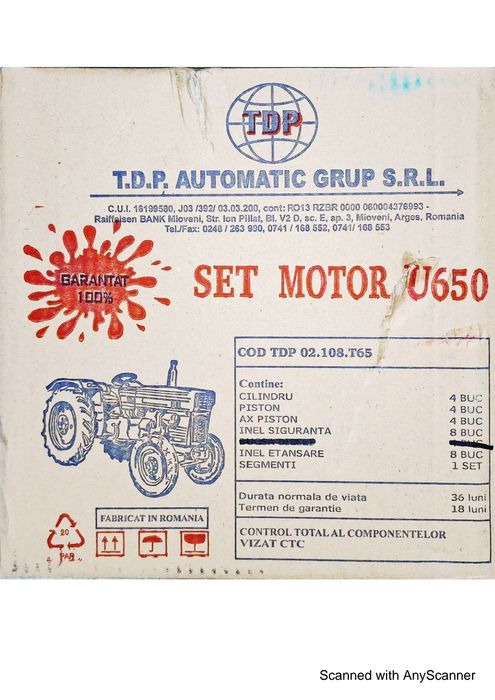 TDP
T.D.P. AUTOMATIC GRUP S.R.L.
C.U.I. 18199580, J03 /392/ 03.03.200, cont: RO13 RZBR 0000 060004376993 -
Raiffeisen BANK Mioveni, Str. Ion Pillat, Bl. V2 D, sc. E, ap. 3, Mioveni, Arges, Romania
Tel./Fax: 0248 / 263 990, 0741 / 168 552, 0741/ 168 553
GARANTAT
100%
SET MOTOR U650
COD TDP 02.108.T65
Contine:
CILINDRU 4 BUC
PISTON 4 BUC
AX PISTON 4 BUC
INEL SIGURANTA 8 BUC
INEL ETANSARE 8 BUC
SEGMENTI 1 SET
Durata normala de viata 36 luni
Termen de garantie 18 luni
CONTROL TOTAL AL COMPONENTELOR
VIZAT CTC
FABRICAT IN ROMANIA
20
PAP
Scanned with AnyScanner